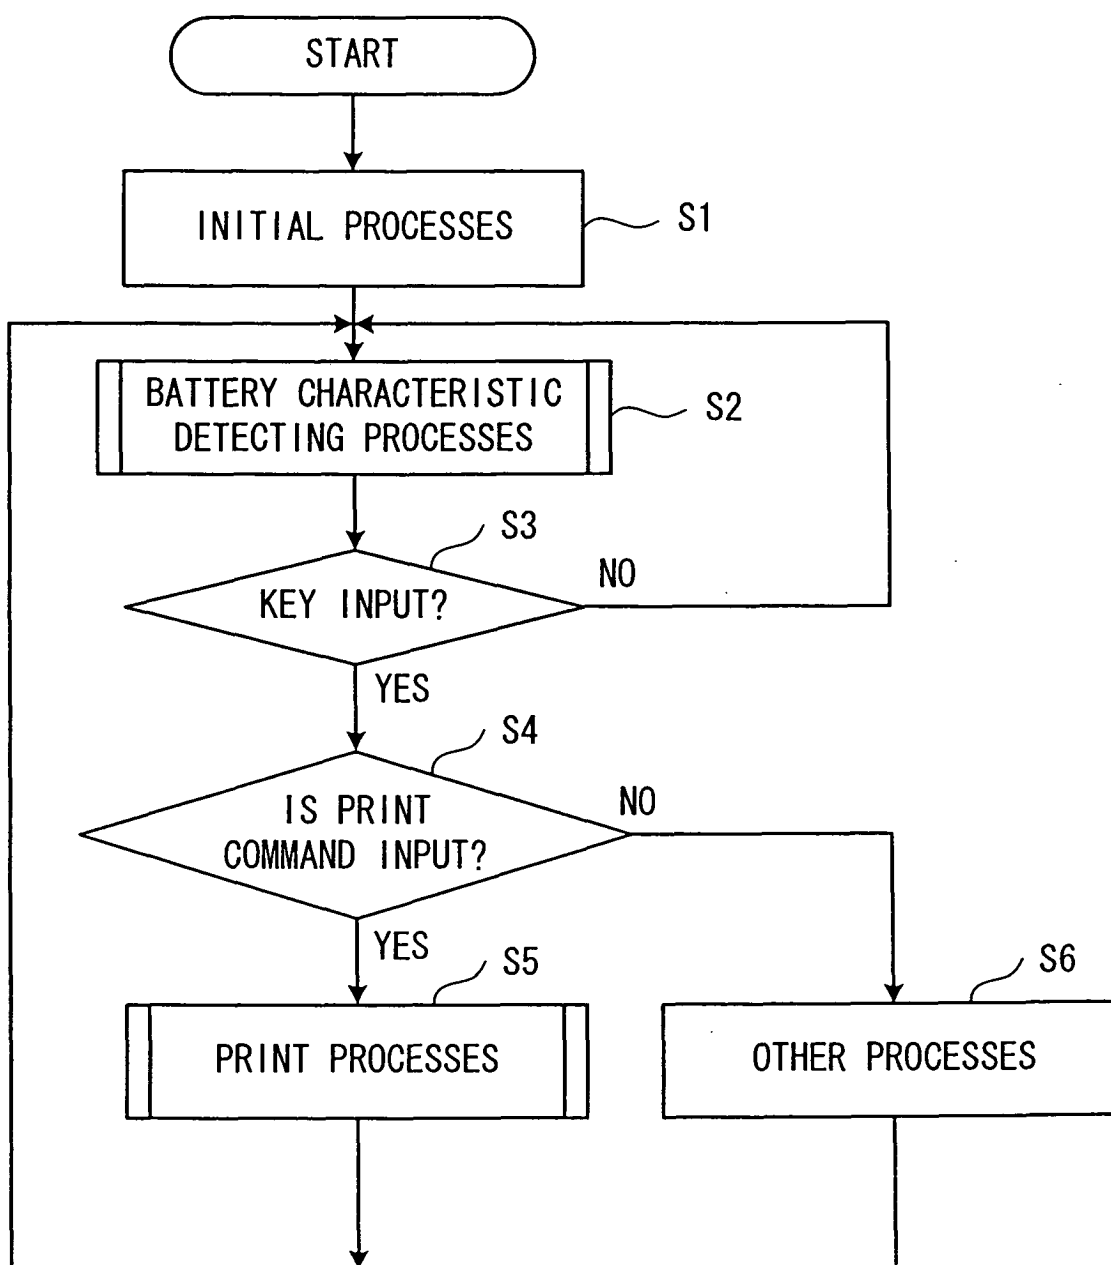 START
INITIAL PROCESSES
S1
BATTERY CHARACTERISTIC
DETECTING PROCESSES
S2
S3
KEY INPUT?
NO
YES
S4
IS PRINT
COMMAND INPUT?
NO
YES
S5
PRINT PROCESSES
S6
OTHER PROCESSES